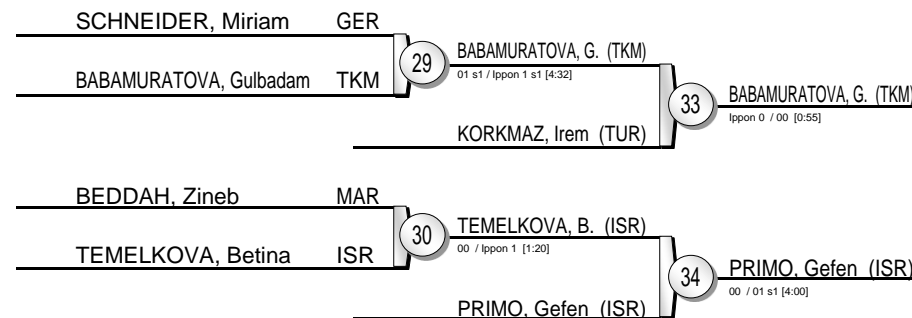 SCHNEIDER, Miriam GER
BABAMURATOVA, Gulbadam TKM
29
BABAMURATOVA, G. (TKM)
01 s1 / Ippon 1 s1 [4:32]
KORKMAZ, Irem (TUR)
33
BABAMURATOVA, G. (TKM)
Ippon 0 / 00 [0:55]
BEDDAH, Zineb MAR
TEMELKOVA, Betina ISR
30
TEMELKOVA, B. (ISR)
00 / Ippon 1 [1:20]
PRIMO, Gefen (ISR)
34
PRIMO, Gefen (ISR)
00 / 01 s1 [4:00]